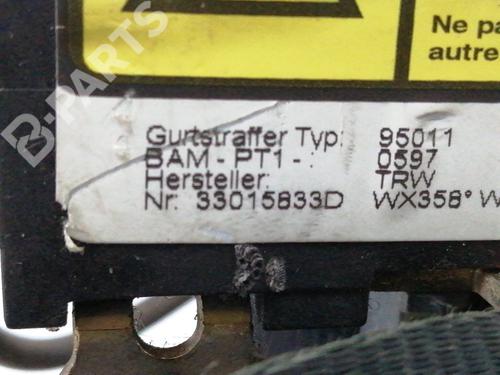 B-PARTS
Ne pa
autre
Gurtstraffer Typ: 95011
BAM - PT1 - : 0597
Hersteller: TRW
Nr: 33015833D WX358° W